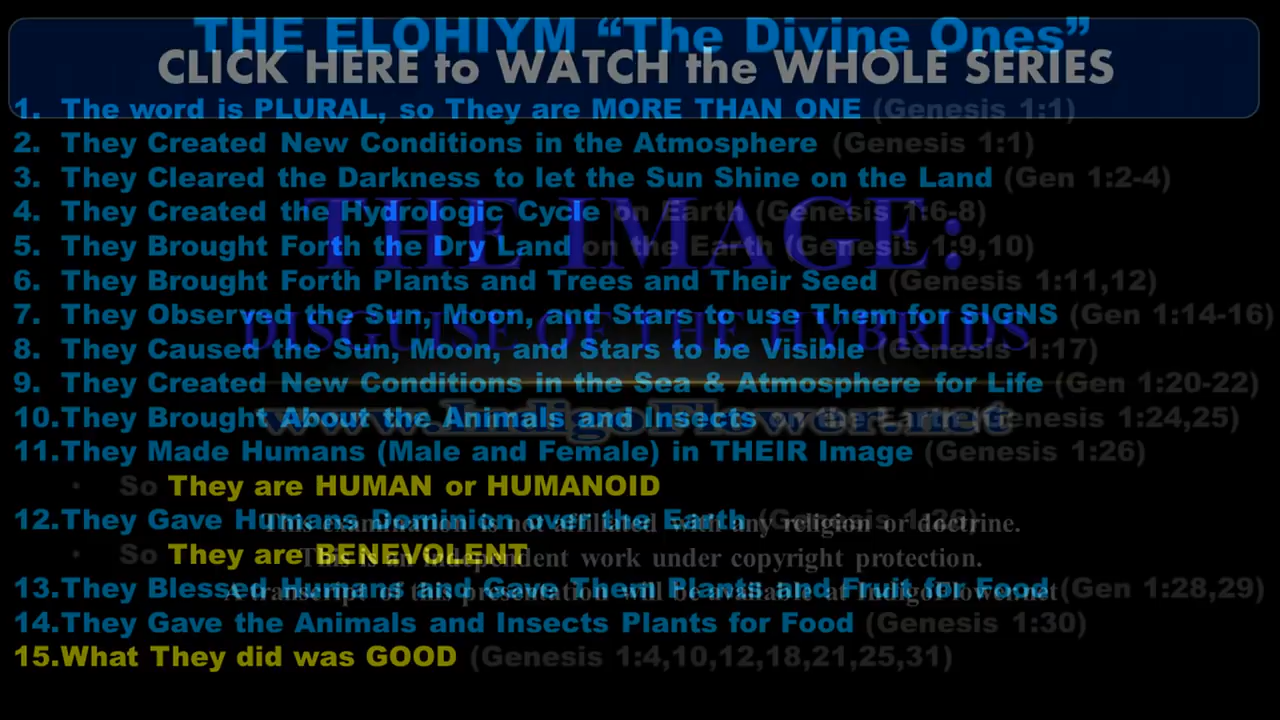 THE ELOHIYM “The Divine Ones”
CLICK HERE to WATCH the WHOLE SERIES
1. The word is PLURAL, so They are MORE THAN ONE (Genesis 1:1)
2. They Created New Conditions in the Atmosphere (Genesis 1:1)
3. They Cleared the Darkness to let the Sun Shine on the Land (Gen 1:2-4)
4. They Created the Hydrologic Cycle on Earth (Genesis 1:6-8)
THE IMAGE:
5. They Brought Forth the Dry Land on the Earth (Genesis 1:9,10)
6. They Brought Forth Plants and Trees and Their Seed (Genesis 1:11,12)
7. They Observed the Sun, Moon, and Stars to use Them for SIGNS (Gen 1:14-16)
DISGUISE OF THE HYBRIDS
8. They Caused the Sun, Moon, and Stars to be Visible (Genesis 1:17)
9. They Created New Conditions in the Sea & Atmosphere for Life (Gen 1:20-22)
10. They Brought About the Animals and Insects on the Earth (Genesis 1:24,25)
www.IndigoFlower.net
11. They Made Humans (Male and Female) in THEIR Image (Genesis 1:26)
• So They are HUMAN or HUMANOID
12. They Gave Humans Domination over the Earth (Genesis
This examination is not affiliated with any religion or doctrine.
• So They are BENEVOLENT
This is an independent work under copyright protection.
13. They Blessed Humans and Gave Them Plants and Fruit for Food (Gen 1:28,29)
A transcript of this presentation will be available at IndigoFlower.net
14. They Gave the Animals and Insects Plants for Food (Genesis 1:30)
15. What They did was GOOD (Genesis 1:4,10,12,18,21,25,31)